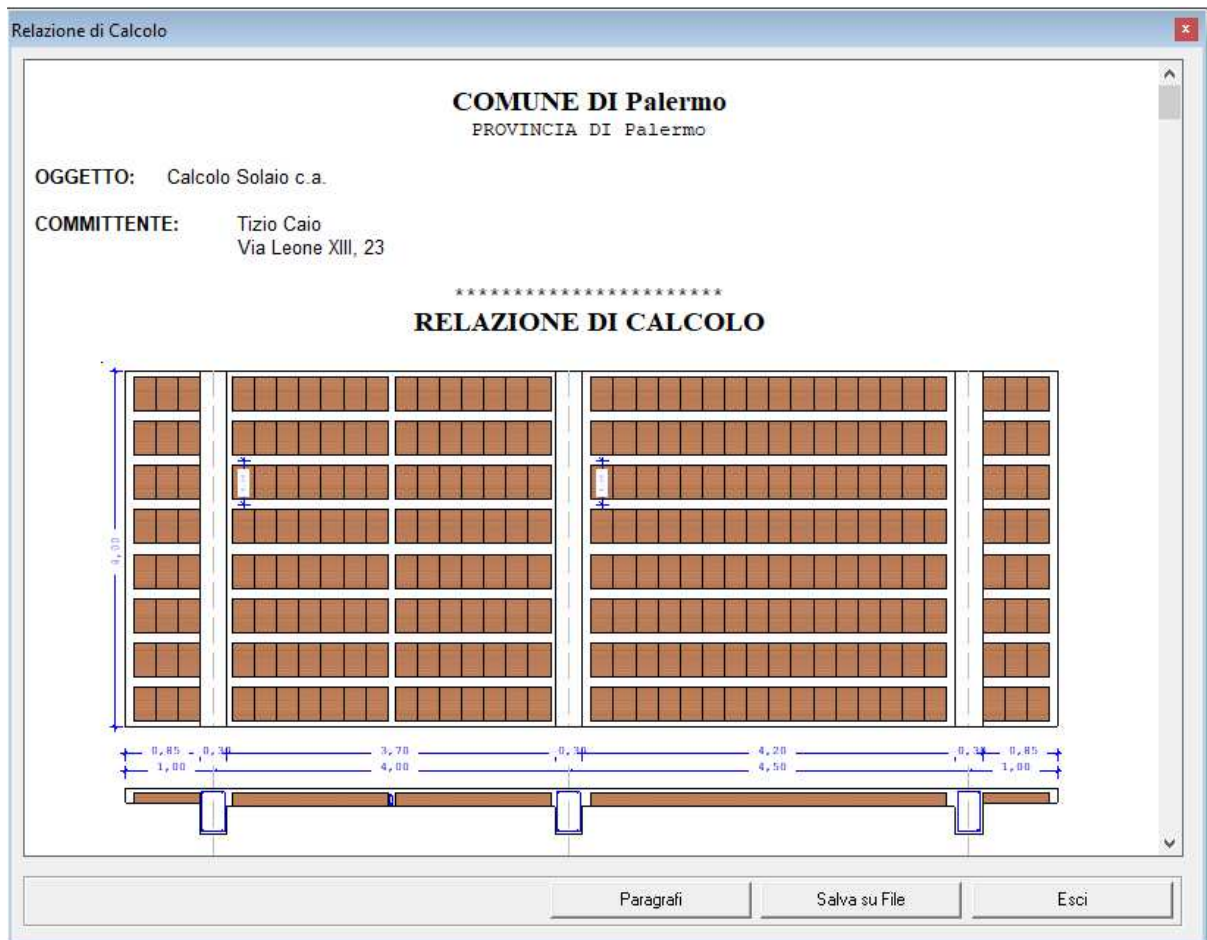 Relazione di Calcolo
x
COMUNE DI Palermo
PROVINCIA DI Palermo
OGGETTO: Calcolo Solaio c.a.
COMMITTENTE: Tizio Caio
Via Leone XIII, 23
***********************
RELAZIONE DI CALCOLO
4,00
0,85 3,70 4,20 0,85
1,00 4,00 4,50 1,00
Paragrafi Salva su File Esci